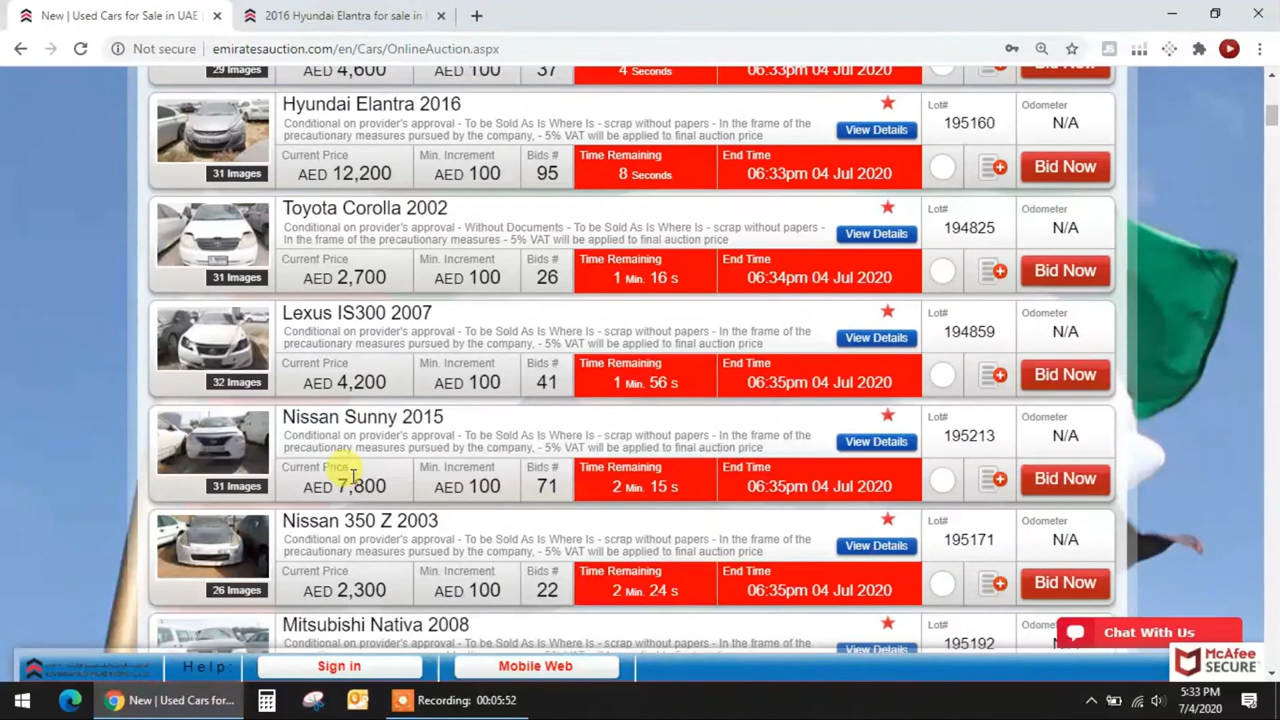 New | Used Cars for Sale in UAE
2016 Hyundai Elantra for sale in
Not secure
emiratesauction.com/en/Cars/OnlineAuction.aspx
29 Images
AED 4,600
AED 100
37
4 Seconds
06:33pm 04 Jul 2020
Bid Now
Hyundai Elantra 2016
Conditional on provider's approval - To be Sold As Is Where Is - scrap without papers - In the frame of the
precautionary measures pursued by the company, - 5% VAT will be applied to final auction price
View Details
Lot#
195160
Odometer
N/A
31 Images
Current Price
AED 12,200
Min. Increment
AED 100
Bids #
95
Time Remaining
8 Seconds
End Time
06:33pm 04 Jul 2020
Bid Now
Toyota Corolla 2002
Conditional on provider's approval - Without Documents - To be Sold As Is Where Is - scrap without papers -
In the frame of the precautionary measures - 5% VAT will be applied to final auction price
View Details
Lot#
194825
Odometer
N/A
31 Images
Current Price
AED 2,700
Min. Increment
AED 100
Bids #
26
Time Remaining
1 Min. 16 s
End Time
06:34pm 04 Jul 2020
Bid Now
Lexus IS300 2007
Conditional on provider's approval - To be Sold As Is Where Is - scrap without papers - In the frame of the
precautionary measures pursued by the company, - 5% VAT will be applied to final auction price
View Details
Lot#
194859
Odometer
N/A
32 Images
Current Price
AED 4,200
Min. Increment
AED 100
Bids #
41
Time Remaining
1 Min. 56 s
End Time
06:35pm 04 Jul 2020
Bid Now
Nissan Sunny 2015
Conditional on provider's approval - To be Sold As Is Where Is - scrap without papers - In the frame of the
precautionary measures pursued by the company, - 5% VAT will be applied to final auction price
View Details
Lot#
195213
Odometer
N/A
31 Images
Current Price
AED 7,800
Min. Increment
AED 100
Bids #
71
Time Remaining
2 Min. 15 s
End Time
06:35pm 04 Jul 2020
Bid Now
Nissan 350 Z 2003
Conditional on provider's approval - To be Sold As Is Where Is - scrap without papers - In the frame of the
precautionary measures pursued by the company, - 5% VAT will be applied to final auction price
View Details
Lot#
195171
Odometer
N/A
26 Images
Current Price
AED 2,300
Min. Increment
AED 100
Bids #
22
Time Remaining
2 Min. 24 s
End Time
06:35pm 04 Jul 2020
Bid Now
Mitsubishi Nativa 2008
Conditional on provider's approval - To be Sold As Is Where Is - scrap without papers - In the frame of the
View Details
Lot#
195192
Odometer
N/A
Chat With Us
Help:
Sign in
Mobile Web
McAfee
SECURE
New | Used Cars for...
Recording: 00:05:52
5:33 PM
7/4/2020